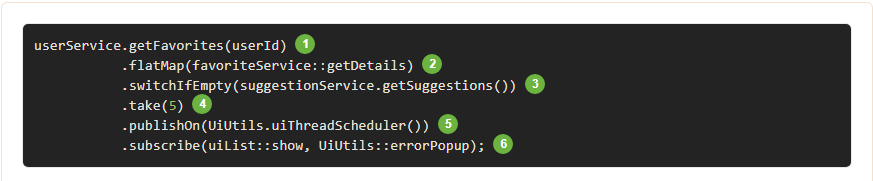 userService.getFavorites(userId) 1
.flatMap(favoriteService::getDetails) 2
.switchIfEmpty(suggestionService.getSuggestions()) 3
.take(5) 4
.publishOn(UiUtils.uiThreadScheduler()) 5
.subscribe(uiList::show, UiUtils::errorPopup); 6